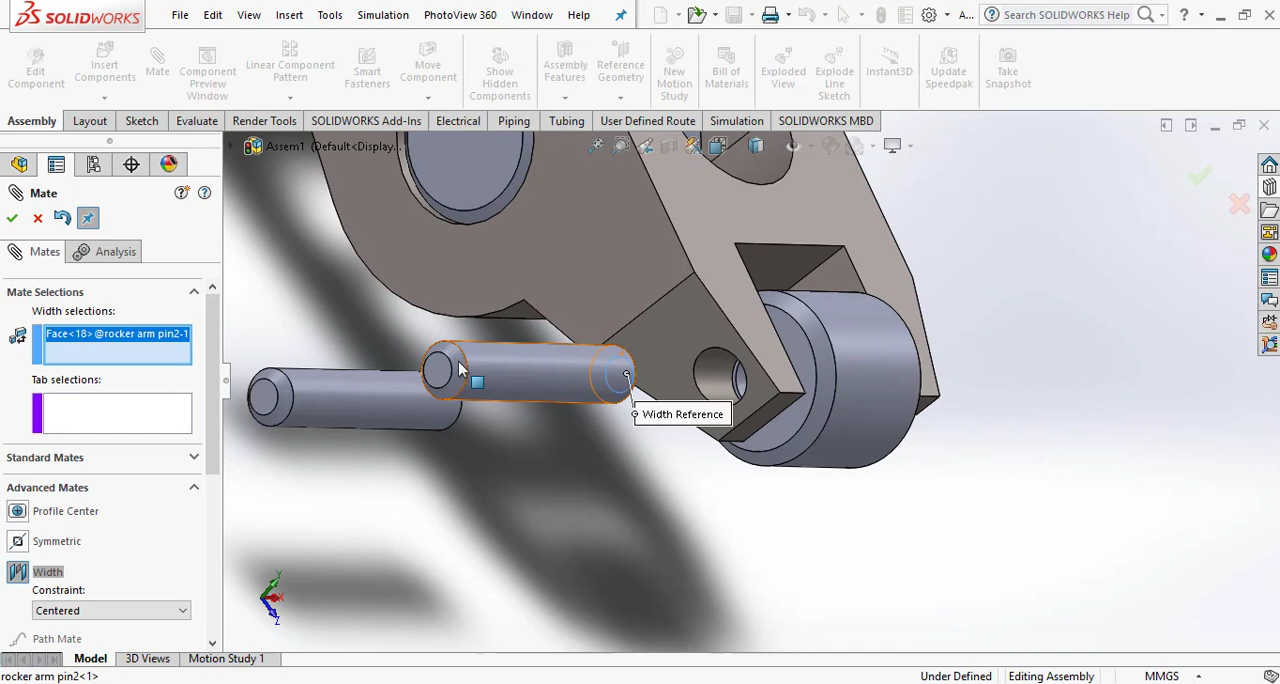 SOLIDWORKS File Edit View Insert Tools Simulation PhotoView 360 Window Help A... Search SOLIDWORKS Help ?
Edit Component
Insert Components
Mate
Component Preview Window
Linear Component Pattern
Smart Fasteners
Move Component
Show Hidden Components
Assembly Features
Reference Geometry
New Motion Study
Bill of Materials
Exploded View
Explode Line Sketch
Instant3D
Update Speedpak
Take Snapshot
Assembly Layout Sketch Evaluate Render Tools SOLIDWORKS Add-Ins Electrical Piping Tubing User Defined Route Simulation SOLIDWORKS MBD
Assem1 (Default<Display...
Mate
Mates Analysis
Mate Selections
Width selections:
Face<18>@rocker arm pin2-1
Tab selections:
Width Reference
Standard Mates
Advanced Mates
Profile Center
Symmetric
Width
Constraint:
Centered
Path Mate
Y
X
Z
Model 3D Views Motion Study 1
rocker arm pin2<1> Under Defined Editing Assembly MMGS